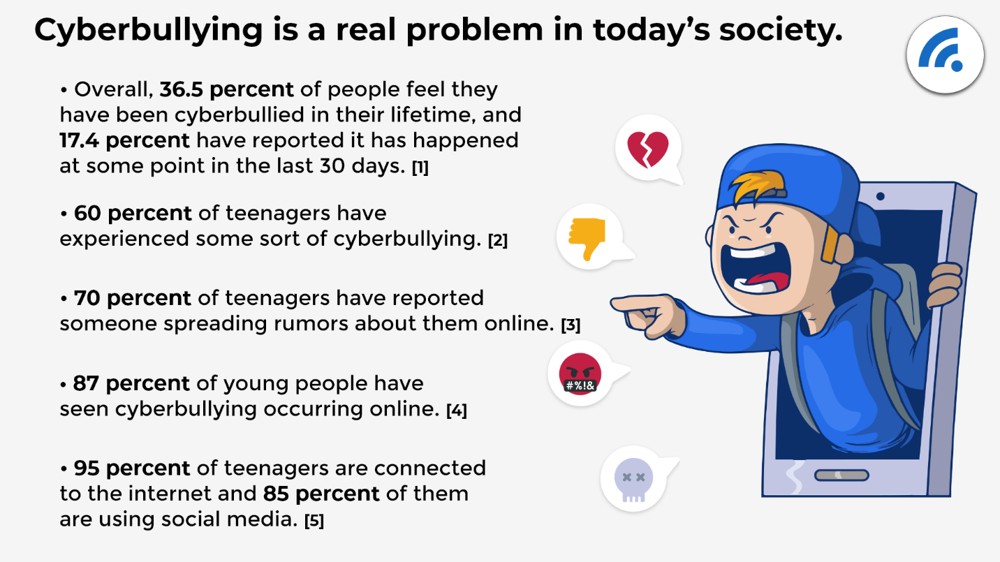 Cyberbullying is a real problem in today’s society.
• Overall, 36.5 percent of people feel they
have been cyberbullied in their lifetime, and
17.4 percent have reported it has happened
at some point in the last 30 days. [1]
• 60 percent of teenagers have
experienced some sort of cyberbullying. [2]
• 70 percent of teenagers have reported
someone spreading rumors about them online. [3]
• 87 percent of young people have
seen cyberbullying occurring online. [4]
• 95 percent of teenagers are connected
to the internet and 85 percent of them
are using social media. [5]
#%!&